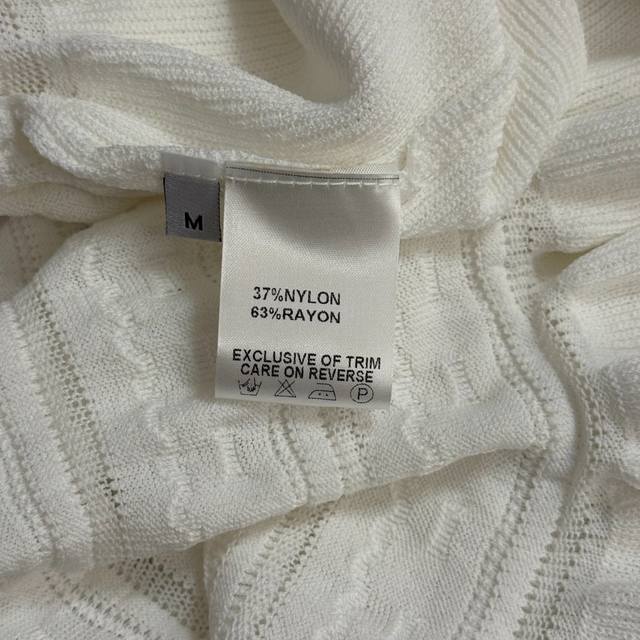 M
37%NYLON
63%RAYON
EXCLUSIVE OF TRIM
CARE ON REVERSE
P